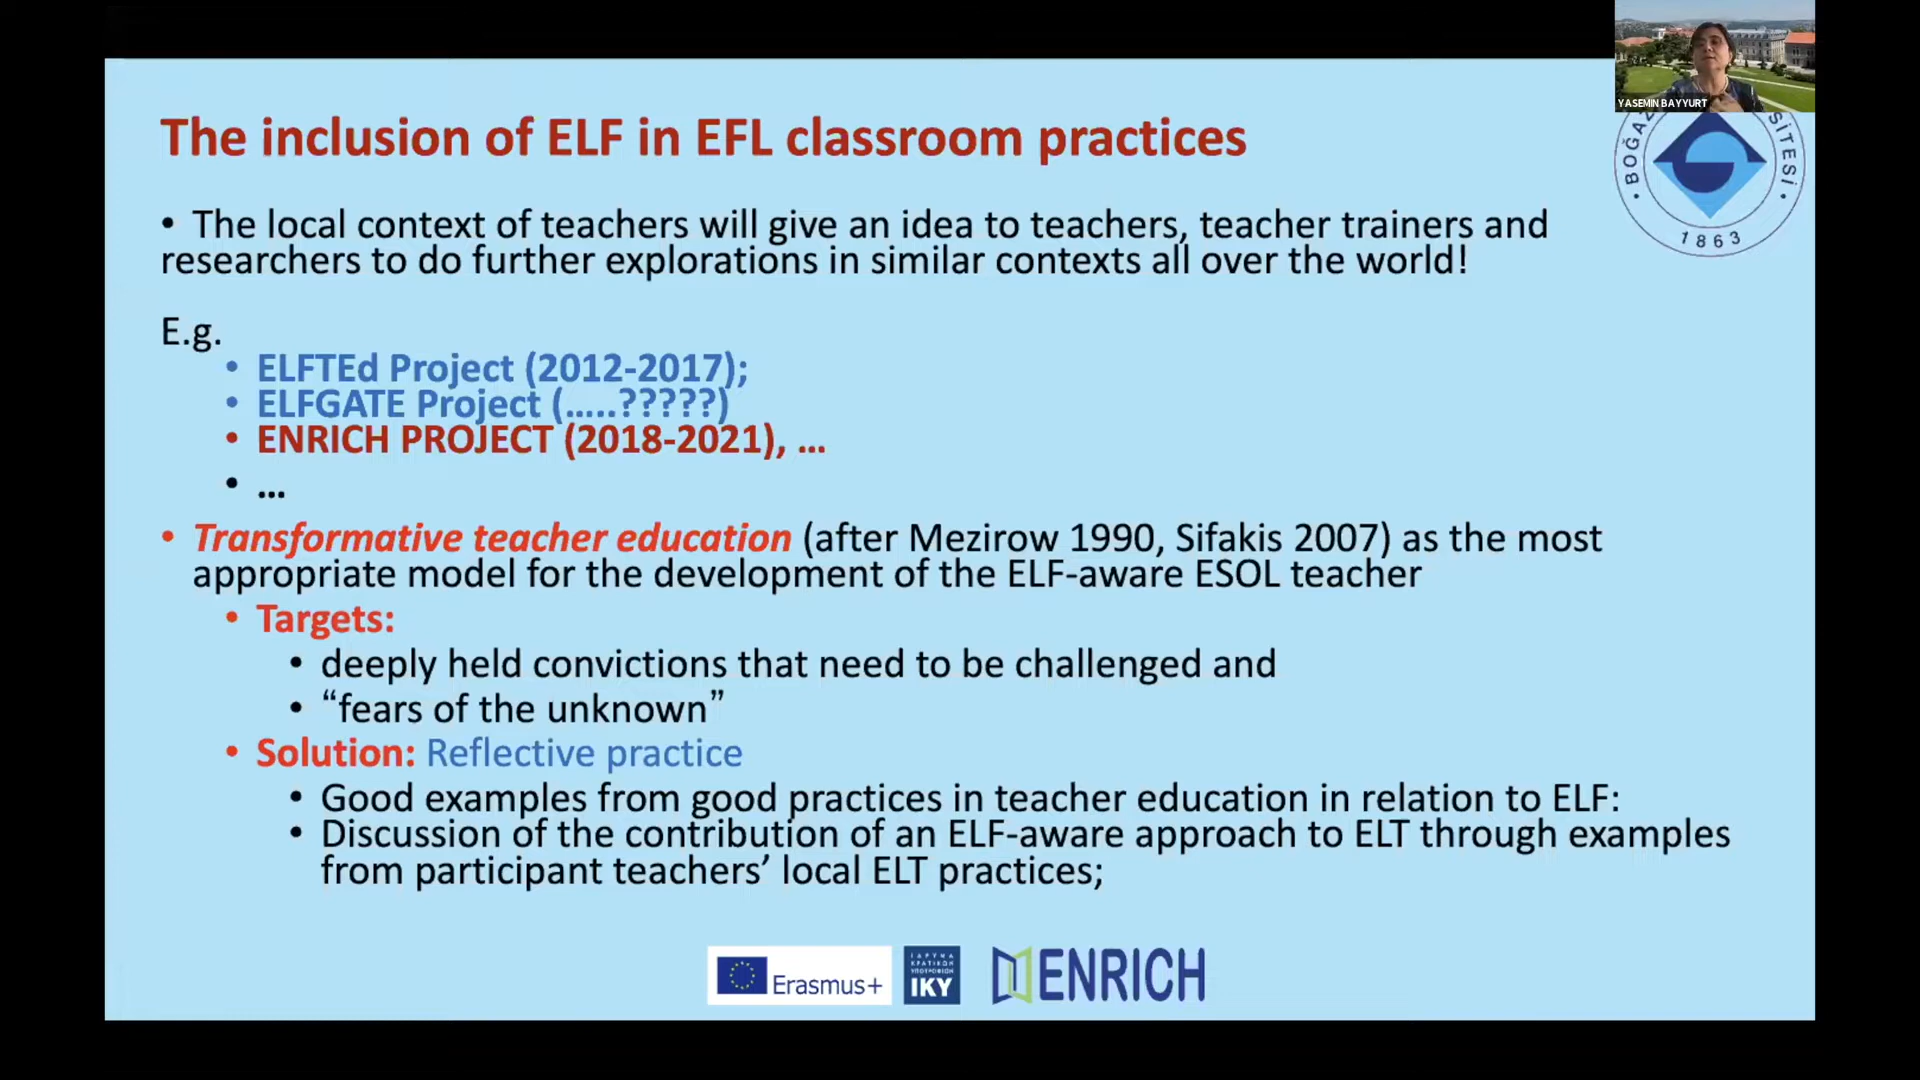 YASEMIN BAYYURT
BOĞAZ
SİTESİ
1863
The inclusion of ELF in EFL classroom practices
• The local context of teachers will give an idea to teachers, teacher trainers and
researchers to do further explorations in similar contexts all over the world!
E.g.
• ELFTEd Project (2012-2017);
• ELFGATE Project (.....?????)
• ENRICH PROJECT (2018-2021), ...
• ...
• Transformative teacher education (after Mezirow 1990, Sifakis 2007) as the most
appropriate model for the development of the ELF-aware ESOL teacher
• Targets:
• deeply held convictions that need to be challenged and
• “fears of the unknown”
• Solution: Reflective practice
• Good examples from good practices in teacher education in relation to ELF:
• Discussion of the contribution of an ELF-aware approach to ELT through examples
from participant teachers’ local ELT practices;
Erasmus+
ΙΔΡΥΜΑ
ΚΡΑΤΙΚΩΝ
ΥΠΟΤΡΟΦΙΩΝ
IKY
ENRICH